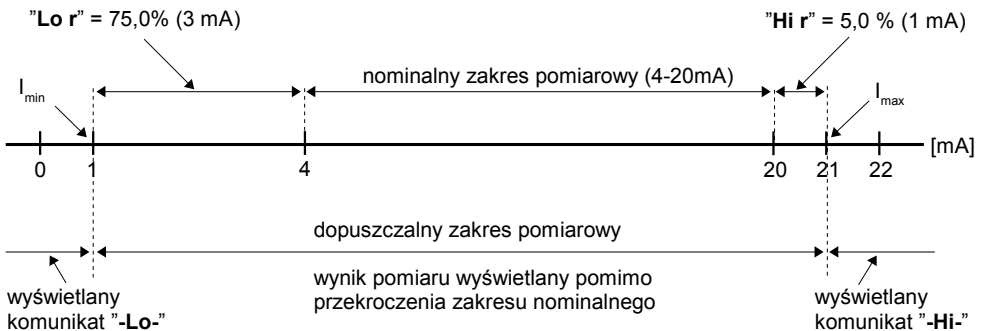 "Lo r" = 75,0% (3 mA)
"Hi r" = 5,0 % (1 mA)
nominalny zakres pomiarowy (4-20mA)
Imin
Imax
[mA]
0 1 4 20 21 22
dopuszczalny zakres pomiarowy
wynik pomiaru wyświetlany pomimo
przekroczenia zakresu nominalnego
wyświetlany
komunikat "-Lo-"
wyświetlany
komunikat "-Hi-"